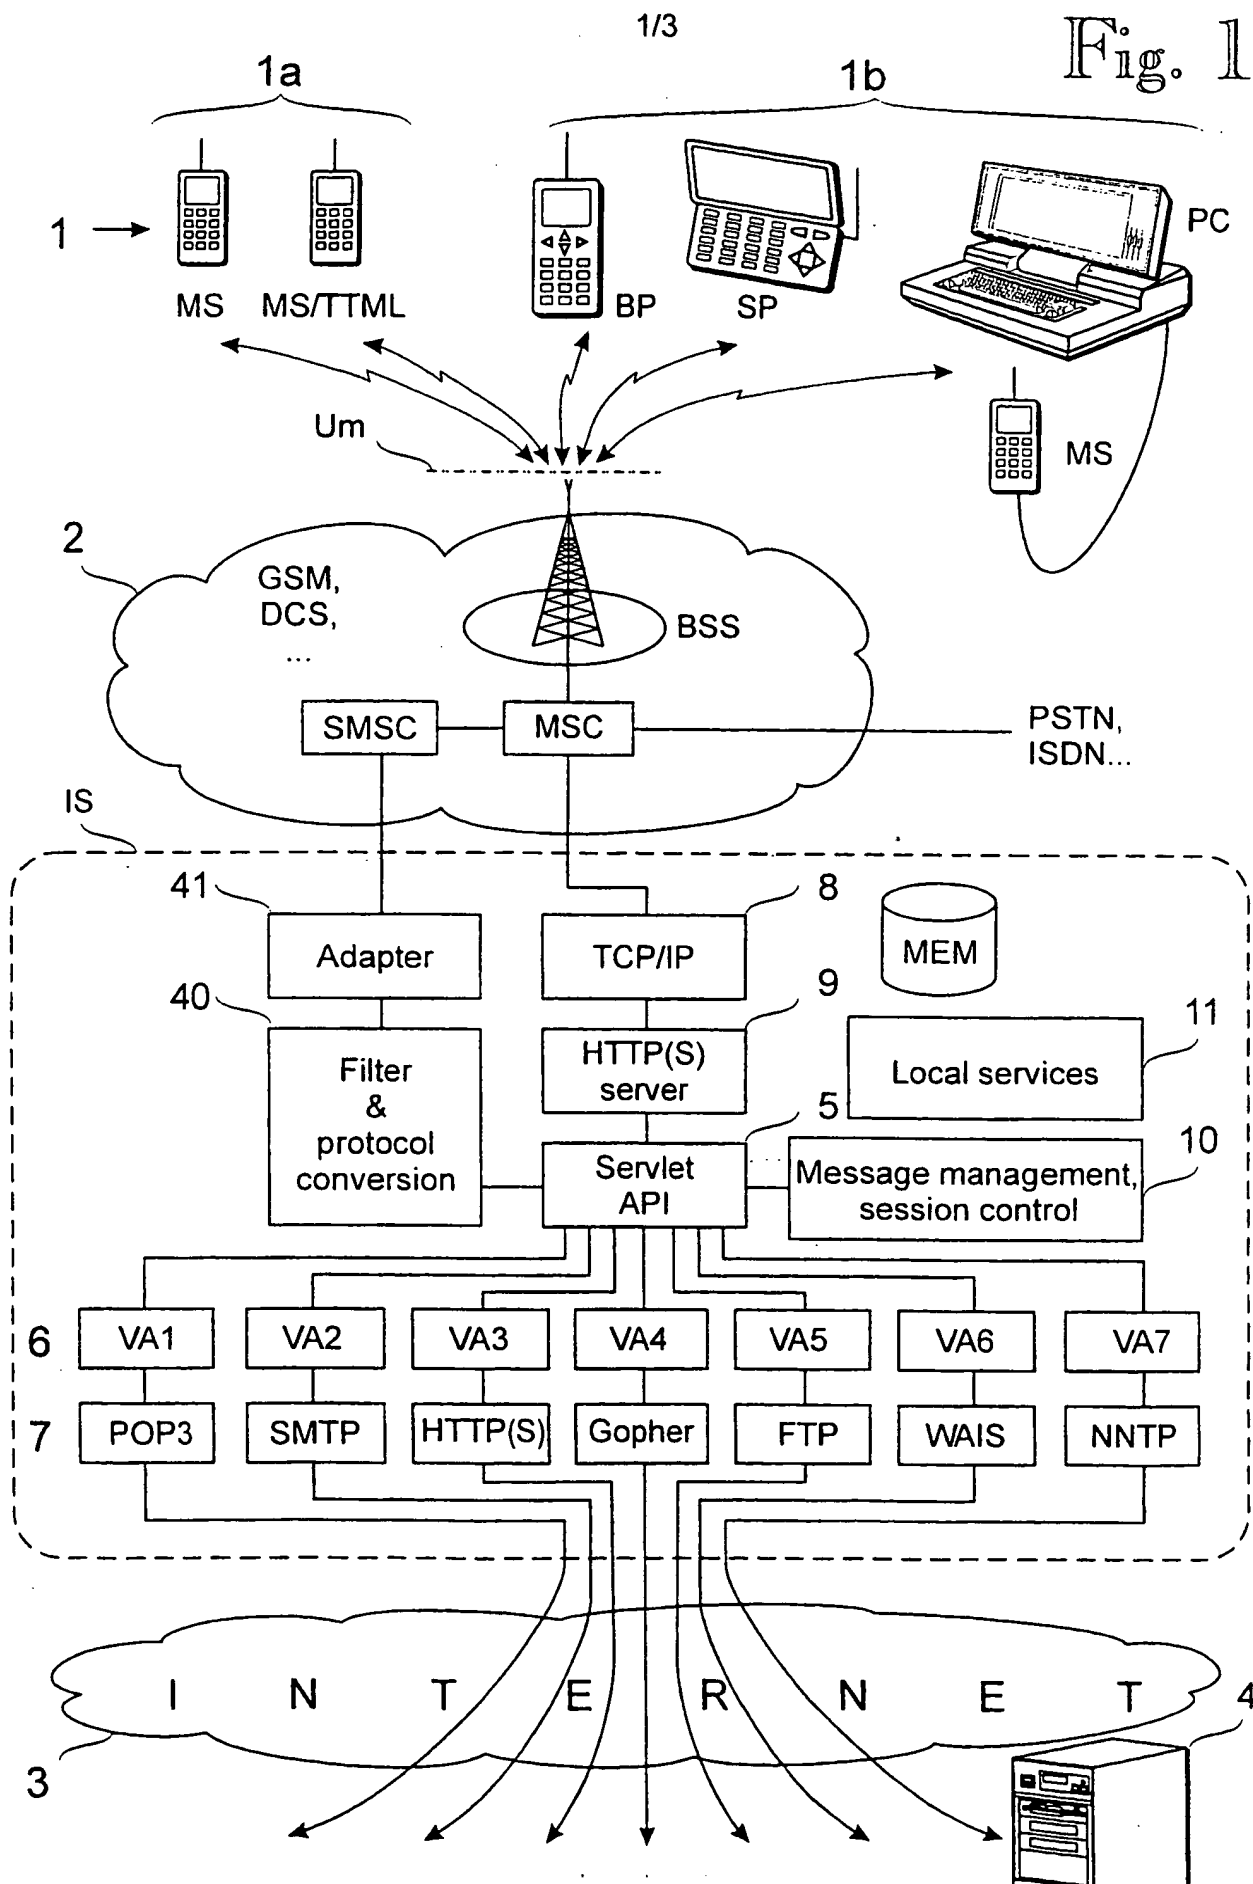 1/3
Fig. 1
1a
1b
1
MS
MS/TTML
BP
SP
PC
MS
Um
2
GSM,
DCS,
...
BSS
SMSC
MSC
PSTN,
ISDN...
IS
41
Adapter
8
TCP/IP
MEM
40
Filter
&
protocol
conversion
9
HTTP(S)
server
11
Local services
5
Servlet
API
10
Message management,
session control
6
VA1
VA2
VA3
VA4
VA5
VA6
VA7
7
POP3
SMTP
HTTP(S)
Gopher
FTP
WAIS
NNTP
I N T E R N E T
3
4